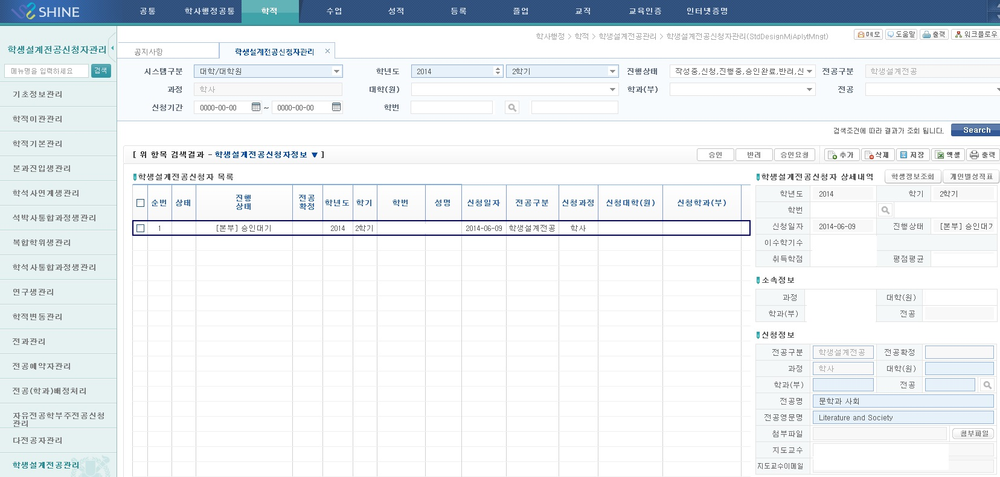 SHINE
공통 학사행정공통 학적 수업 성적 등록 졸업 교직 교육인증 인터넷증명
학사행정 > 학적 > 학생설계전공관리 > 학생설계전공신청자관리(StdDesignMjAplytMngt)
메모 도움말 출력 워크플로우
학생설계전공신청자관리
메뉴명을 입력하세요 검색
기초정보관리
학적이관관리
학적기본관리
본과진입생관리
학석사연계생관리
석박사통합과정생관리
복합학위생관리
학석사통합과정생관리
연구생관리
학적변동관리
전과관리
전공예약자관리
전공(학과)배정처리
자유전공학부주전공신청
관리
다전공자관리
학생설계전공관리
공지사항 학생설계전공신청자관리
시스템구분 대학/대학원 학년도 2014 2학기 진행상태 작성중,신청,진행중,승인완료,반려,신 전공구분 학생설계전공
과정 학사 대학(원) 학과(부) 전공
신청기간 0000-00-00 ~ 0000-00-00 학번
검색조건에 따라 결과가 조회 됩니다. Search
[ 위 항목 검색결과 - 학생설계전공신청자정보 ▼ ]
승인 반려 승인요청 추가 삭제 저장 엑셀 출력
학생설계전공신청자 목록
순번 상태 진행 상태 전공 확정 학년도 학기 학번 성명 신청일자 전공구분 신청과정 신청대학(원) 신청학과(부)
1 [본부] 승인대기 2014 2학기 2014-06-09 학생설계전공 학사
학생설계전공신청자 상세내역 학생정보조회 개인별성적표
학년도 2014 학기 2학기
학번
신청일자 2014-06-09 진행상태 [본부] 승인대기
이수학기수
취득학점 평점평균
소속정보
과정 대학(원)
학과(부) 전공
신청정보
전공구분 학생설계전공 전공확정
과정 학사 대학(원)
학과(부) 전공
전공명 문학과 사회
전공영문명 Literature and Society
첨부파일 첨부파일
지도교수
지도교수이메일